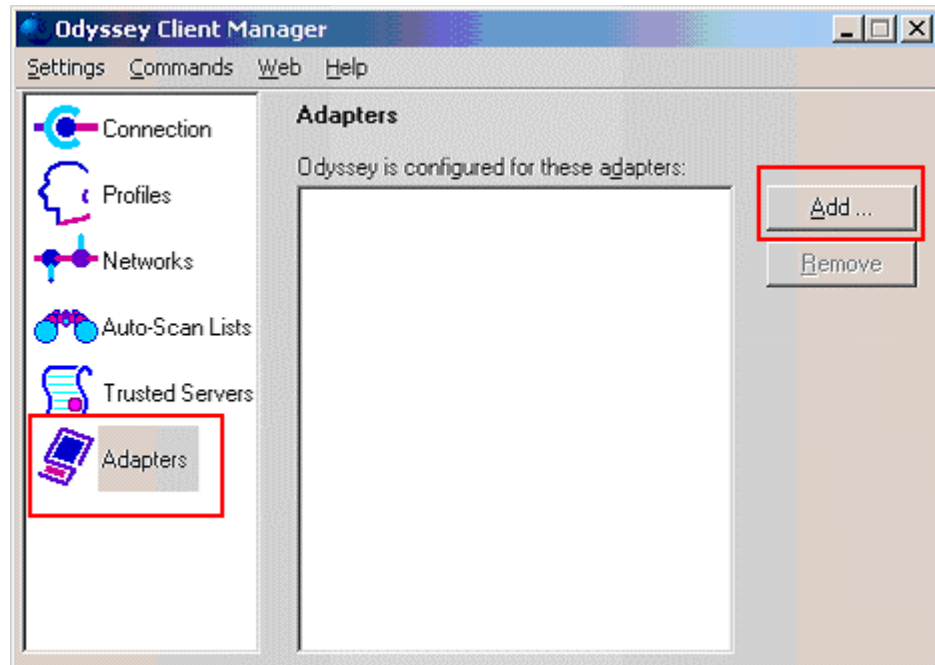 Odyssey Client Manager
Settings Commands Web Help
Connection
Profiles
Networks
Auto-Scan Lists
Trusted Servers
Adapters
Adapters
Odyssey is configured for these adapters:
Add ...
Remove